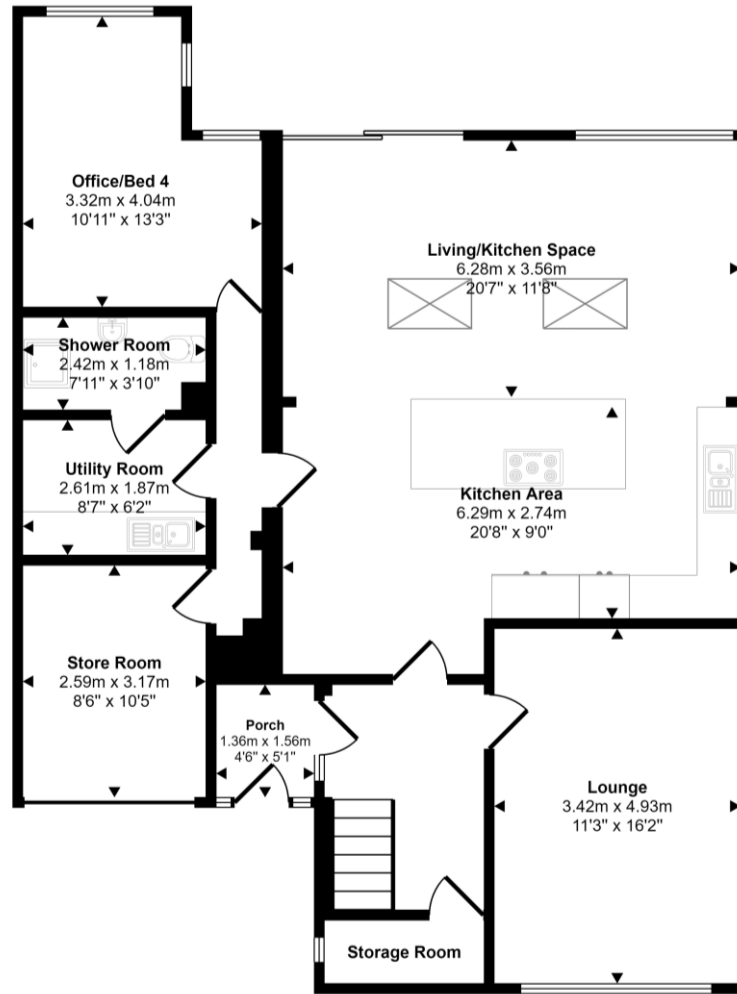 Office/Bed 4
3.32m x 4.04m
10'11" x 13'3"
Living/Kitchen Space
6.28m x 3.56m
20'7" x 11'8"
Shower Room
2.42m x 1.18m
7'11" x 3'10"
Utility Room
2.61m x 1.87m
8'7" x 6'2"
Kitchen Area
6.29m x 2.74m
20'8" x 9'0"
Store Room
2.59m x 3.17m
8'6" x 10'5"
Porch
1.36m x 1.56m
4'6" x 5'1"
Lounge
3.42m x 4.93m
11'3" x 16'2"
Storage Room